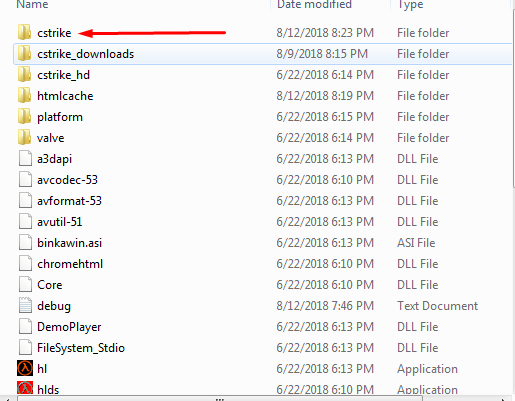 Name Date modified Type
cstrike 8/12/2018 8:23 PM File folder
cstrike_downloads 8/9/2018 8:15 PM File folder
cstrike_hd 6/22/2018 6:14 PM File folder
htmlcache 8/12/2018 8:19 PM File folder
platform 6/22/2018 6:15 PM File folder
valve 6/22/2018 6:14 PM File folder
a3dapi 6/22/2018 6:13 PM DLL File
avcodec-53 6/22/2018 6:10 PM DLL File
avformat-53 6/22/2018 6:10 PM DLL File
avutil-51 6/22/2018 6:13 PM DLL File
binkawin.asi 6/22/2018 6:13 PM ASI File
chromehtml 6/22/2018 6:10 PM DLL File
Core 6/22/2018 6:10 PM DLL File
debug 8/12/2018 7:46 PM Text Document
DemoPlayer 6/22/2018 6:13 PM DLL File
FileSystem_Stdio 6/22/2018 6:13 PM DLL File
hl 6/22/2018 6:13 PM Application
hlds 6/22/2018 6:10 PM Application